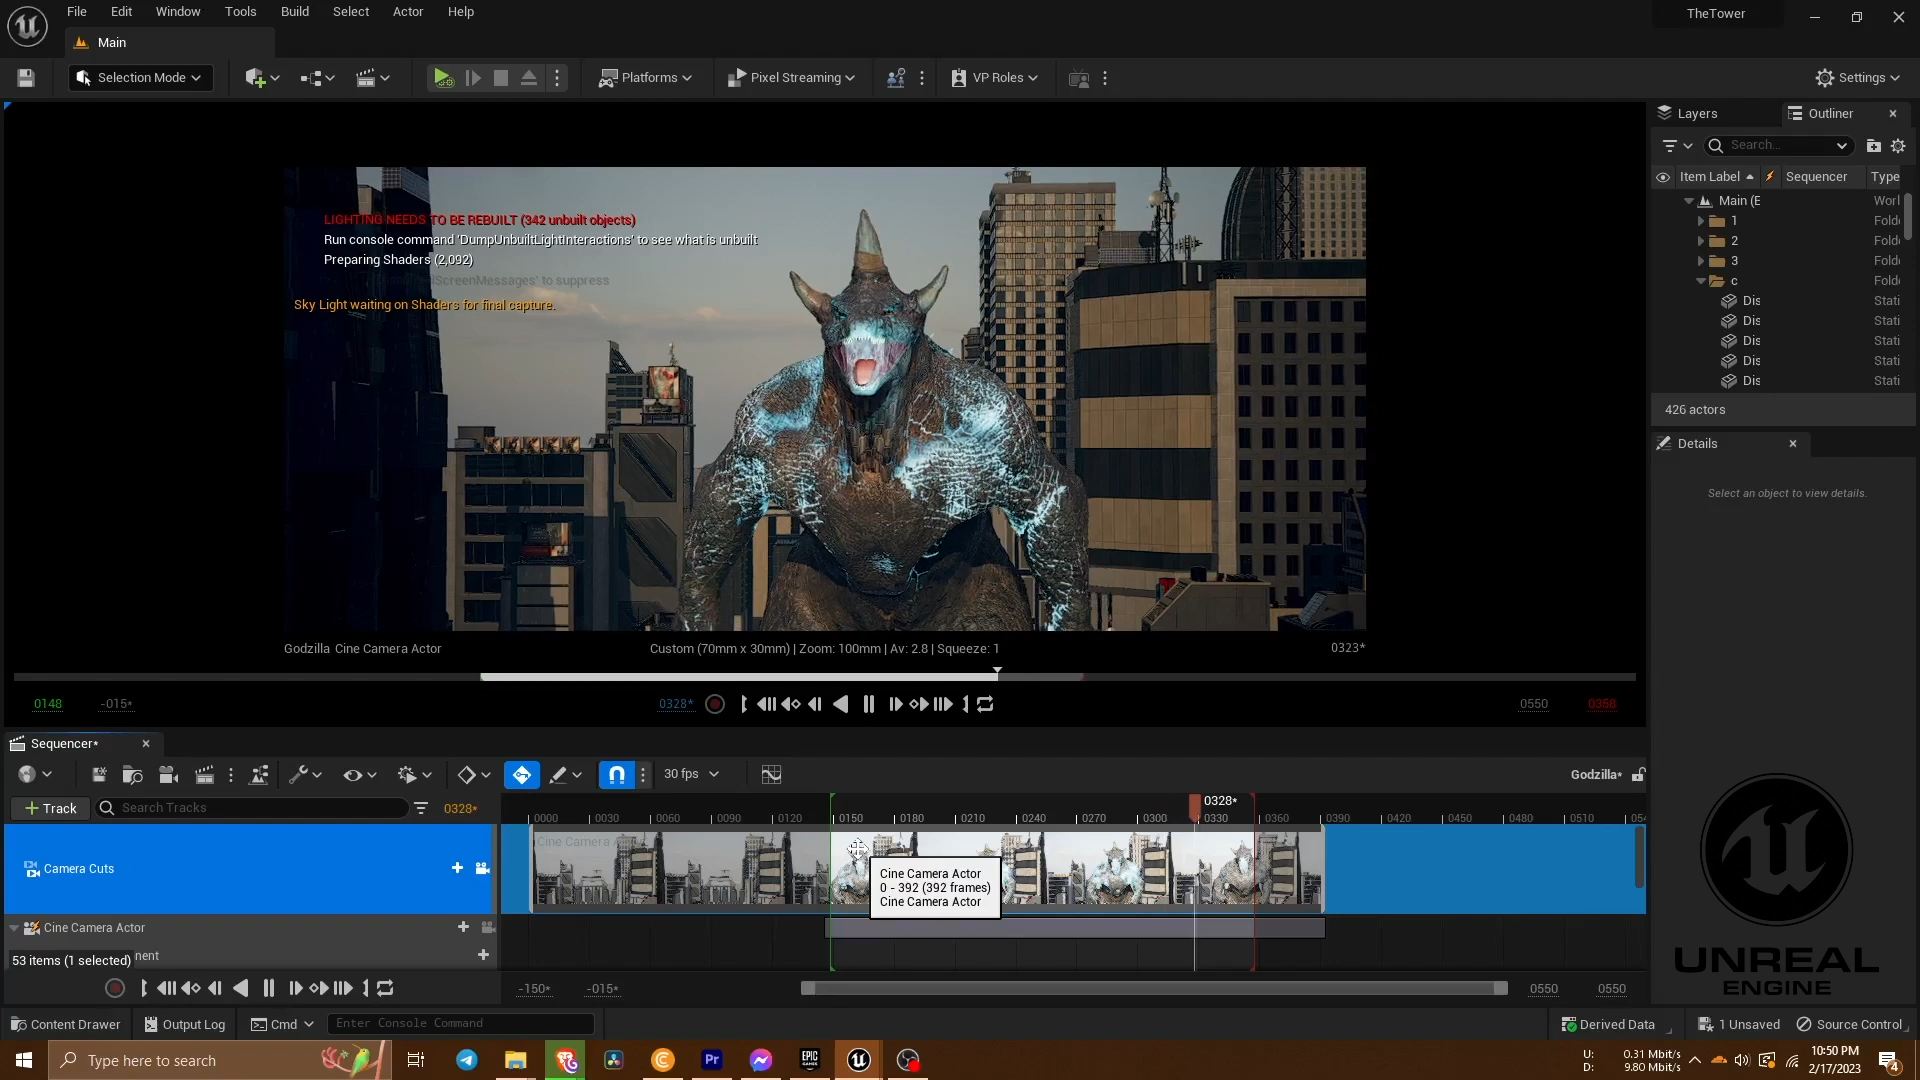 File Edit Window Tools Build Select Actor Help
TheTower
Main
Selection Mode
Platforms
Pixel Streaming
VP Roles
Settings
LIGHTING NEEDS TO BE REBUILT (342 unbuilt objects)
Run console command 'DumpUnbuiltLightInteractions' to see what is unbuilt
Preparing Shaders (2,092)
ScreenMessages' to suppress
Sky Light waiting on Shaders for final capture.
Godzilla Cine Camera Actor
Custom (70mm x 30mm) | Zoom: 100mm | Av: 2.8 | Squeeze: 1
0323*
0148 -015*
0328*
0550 0358
Layers
Outliner
Search...
Item Label
Sequencer
Type
Main (E
Worl
1
Folde
2
Folde
3
Folde
c
Folde
Dis
Stati
Dis
Stati
Dis
Stati
Dis
Stati
Dis
Stati
426 actors
Details
Select an object to view details.
Sequencer*
30 fps
Godzilla*
Track
Search Tracks
0328*
0328*
0000 0030 0060 0090 0120 0150 0180 0210 0240 0270 0300 0330 0360 0390 0420 0450 0480 0510 054
Camera Cuts
Cine Camera A
Cine Camera Actor
0 - 392 (392 frames)
Cine Camera Actor
Cine Camera Actor
53 items (1 selected)
nent
-150* -015*
0550 0550
UNREAL
ENGINE
Content Drawer
Output Log
Cmd
Enter Console Command
Derived Data
1 Unsaved
Source Control
Type here to search
Pr
EPIC
GAMES
U: 0.31 Mbit/s
D: 9.80 Mbit/s
10:50 PM
2/17/2023
4